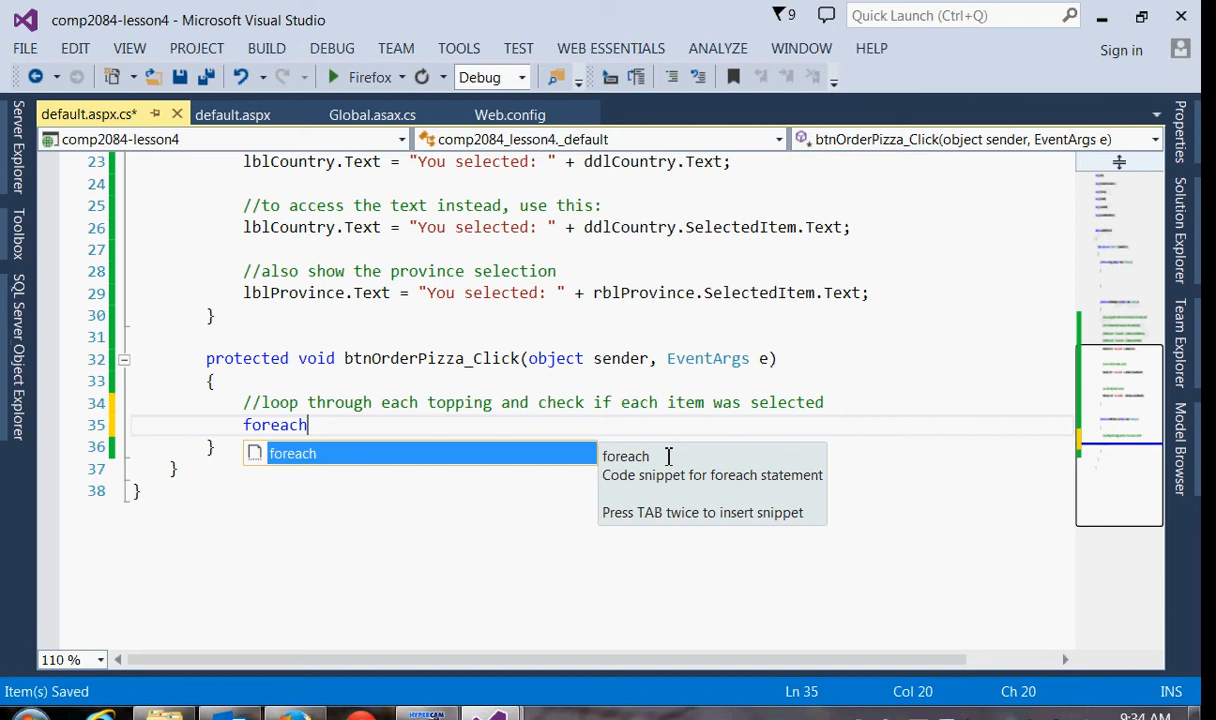 comp2084-lesson4 - Microsoft Visual Studio
9
Quick Launch (Ctrl+Q)
FILE EDIT VIEW PROJECT BUILD DEBUG TEAM TOOLS TEST WEB ESSENTIALS ANALYZE WINDOW HELP
Sign in
Firefox Debug
default.aspx.cs* default.aspx Global.asax.cs Web.config
comp2084-lesson4 comp2084_lesson4._default btnOrderPizza_Click(object sender, EventArgs e)
Server Explorer
Toolbox
SQL Server Object Explorer
23 lblCountry.Text = "You selected: " + ddlCountry.Text;
24
25 //to access the text instead, use this:
26 lblCountry.Text = "You selected: " + ddlCountry.SelectedItem.Text;
27
28 //also show the province selection
29 lblProvince.Text = "You selected: " + rblProvince.SelectedItem.Text;
30 }
31
32 protected void btnOrderPizza_Click(object sender, EventArgs e)
33 {
34 //loop through each topping and check if each item was selected
35 foreach
36 }
37 }
38 }
foreach
foreach
Code snippet for foreach statement
Press TAB twice to insert snippet
Properties
Solution Explorer
Team Explorer
Model Browser
110 %
Item(s) Saved Ln 35 Col 20 Ch 20 INS
HYPERCAM
9:34 AM